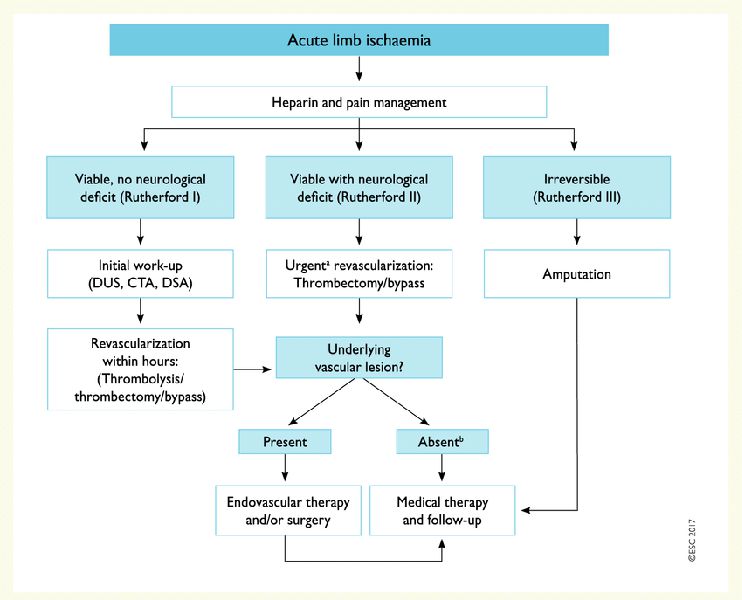 Acute limb ischaemia
Heparin and pain management
Viable, no neurological
deficit (Rutherford I)
Viable with neurological
deficit (Rutherford II)
Irreversible
(Rutherford III)
Initial work-up
(DUS, CTA, DSA)
Urgentª revascularization:
Thrombectomy/bypass
Amputation
Revascularization
within hours:
(Thrombolysis/
thrombectomy/bypass)
Underlying
vascular lesion?
Present
Absentᵇ
Endovascular therapy
and/or surgery
Medical therapy
and follow-up
©ESC 2017